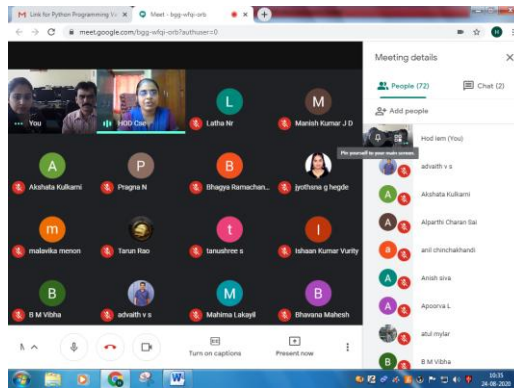 Link for Python Programming
Meet - bgg-wfqi-orb
meet.google.com/bgg-wfqi-orb?authuser=0
H
Meeting details
People (72)
Chat (2)
Add people
You
HOD
L
Latha Nr
M
Manish Kumar J D
Hod Iem (You)
Pin yourself to your main screen.
advaith v s
A
Akshata Kulkarni
P
Pragna N
B
Bhagya Ramachan...
jyothsna g hegde
A
Akshata Kulkarni
A
Alparthi Charan Sai
m
malavika menon
Tarun Rao
t
tanushree s
I
Ishaan Kumar Vurity
a
anil chinchakhandi
A
Anish siva
B
B M Vibha
advaith v s
M
Mahima Lakayil
B
Bhavana Mahesh
A
Apoorva L
atul mylar
B
B M Vibha
Turn on captions
Present now
10:35
24-08-2020